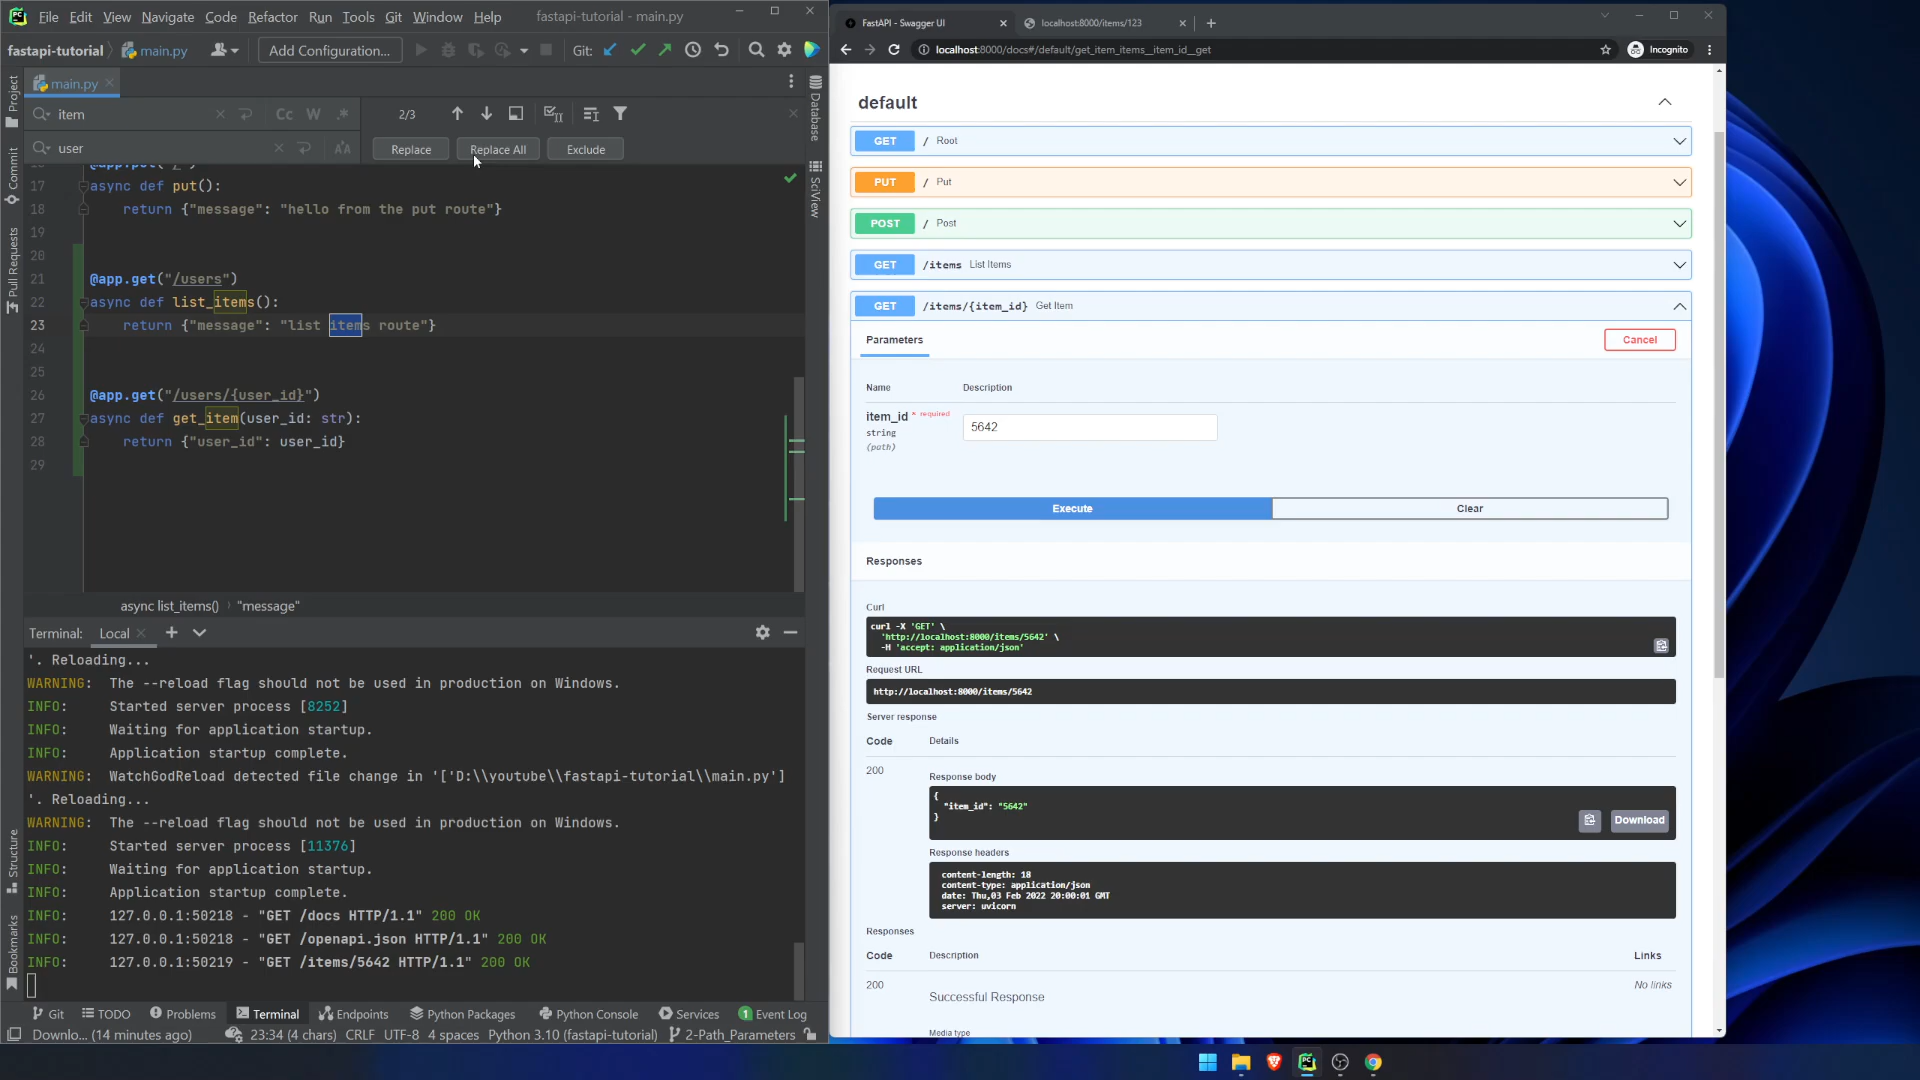 File Edit View Navigate Code Refactor Run Tools Git Window Help fastapi-tutorial - main.py
fastapi-tutorial main.py Add Configuration... Git:
main.py
item Cc W .* 2/3
user AA Replace Replace All Exclude
17 async def put():
18 return {"message": "hello from the put route"}
19
20
21 @app.get("/users")
22 async def list_items():
23 return {"message": "list items route"}
24
25
26 @app.get("/users/{user_id}")
27 async def get_item(user_id: str):
28 return {"user_id": user_id}
29
async list_items() "message"
Project
Commit
Pull Requests
Structure
Bookmarks
Database
SciView
Terminal: Local
'. Reloading...
WARNING: The --reload flag should not be used in production on Windows.
INFO: Started server process [8252]
INFO: Waiting for application startup.
INFO: Application startup complete.
WARNING: WatchGodReload detected file change in '['D:\\youtube\\fastapi-tutorial\\main.py']
'. Reloading...
WARNING: The --reload flag should not be used in production on Windows.
INFO: Started server process [11376]
INFO: Waiting for application startup.
INFO: Application startup complete.
INFO: 127.0.0.1:50218 - "GET /docs HTTP/1.1" 200 OK
INFO: 127.0.0.1:50218 - "GET /openapi.json HTTP/1.1" 200 OK
INFO: 127.0.0.1:50219 - "GET /items/5642 HTTP/1.1" 200 OK
Git TODO Problems Terminal Endpoints Python Packages Python Console Services 1 Event Log
Downlo... (14 minutes ago) 23:34 (4 chars) CRLF UTF-8 4 spaces Python 3.10 (fastapi-tutorial) 2-Path_Parameters
FastAPI - Swagger UI localhost:8000/items/123
localhost:8000/docs#/default/get_item_items__item_id__get Incognito
default
GET / Root
PUT / Put
POST / Post
GET /items List Items
GET /items/{item_id} Get Item
Parameters Cancel
Name Description
item_id * required
string
(path)
5642
Execute Clear
Responses
Curl
curl -X 'GET' \
'http://localhost:8000/items/5642' \
-H 'accept: application/json'
Request URL
http://localhost:8000/items/5642
Server response
Code Details
200
Response body
{
"item_id": "5642"
}
Download
Response headers
content-length: 18
content-type: application/json
date: Thu,03 Feb 2022 20:00:01 GMT
server: uvicorn
Responses
Code Description Links
200
Successful Response No links
Media type